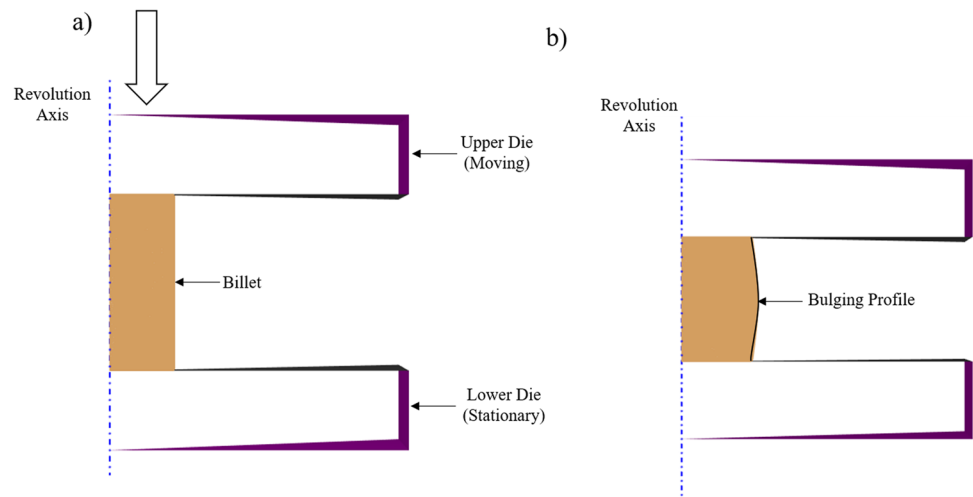 a)
Revolution
Axis
Upper Die
(Moving)
Billet
Lower Die
(Stationary)
b)
Revolution
Axis
Bulging Profile